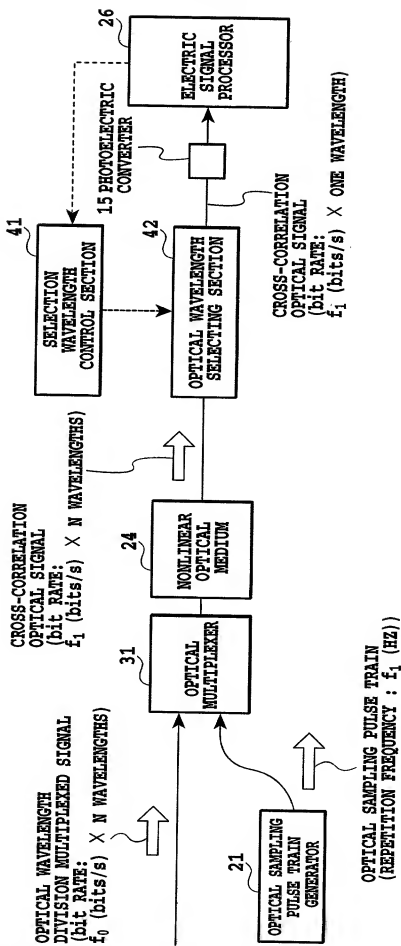 OPTICAL WAVELENGTH
DIVISION MULTIPLEXED SIGNAL
(bit RATE:
f₀ (bits/s) × N WAVELENGTHS)
21
OPTICAL SAMPLING
PULSE TRAIN
GENERATOR
OPTICAL SAMPLING PULSE TRAIN
(REPETITION FREQUENCY : f₁ (HZ))
31
OPTICAL
MULTIPLEXER
24
NONLINEAR
OPTICAL
MEDIUM
CROSS-CORRELATION
OPTICAL SIGNAL
(bit RATE:
f₁ (bits/s) × N WAVELENGTHS)
41
SELECTION
WAVELENGTH
CONTROL SECTION
42
OPTICAL WAVELENGTH
SELECTING SECTION
CROSS-CORRELATION
OPTICAL SIGNAL
(bit RATE:
f₁ (bits/s) × ONE WAVELENGTH)
15 PHOTOELECTRIC
CONVERTER
26
ELECTRIC
SIGNAL
PROCESSOR